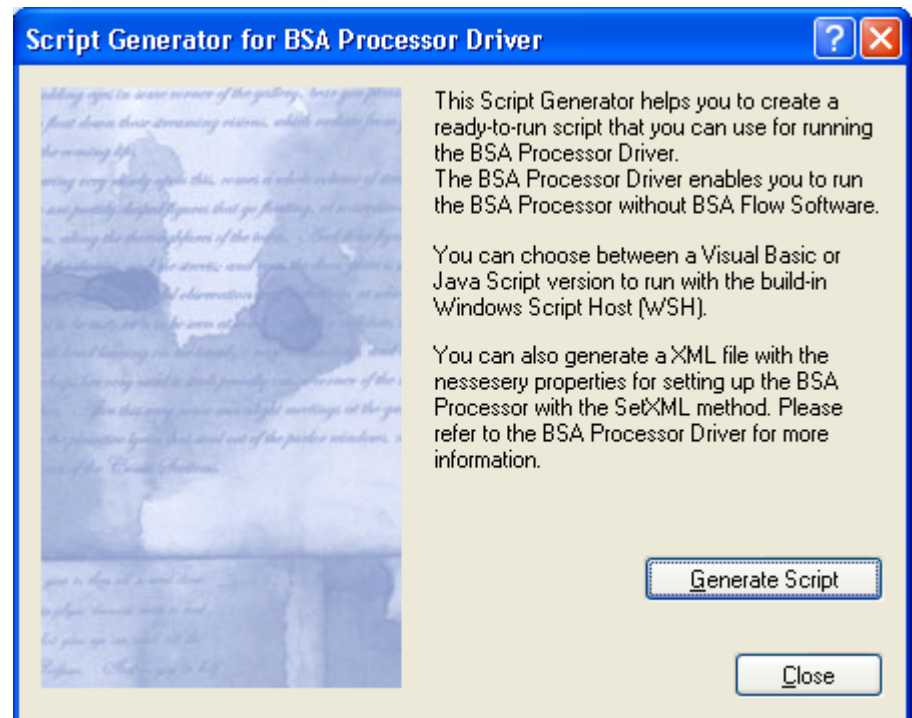 Script Generator for BSA Processor Driver
This Script Generator helps you to create a
ready-to-run script that you can use for running
the BSA Processor Driver.
The BSA Processor Driver enables you to run
the BSA Processor without BSA Flow Software.
You can choose between a Visual Basic or
Java Script version to run with the build-in
Windows Script Host (WSH).
You can also generate a XML file with the
nessesery properties for setting up the BSA
Processor with the SetXML method. Please
refer to the BSA Processor Driver for more
information.
Generate Script
Close